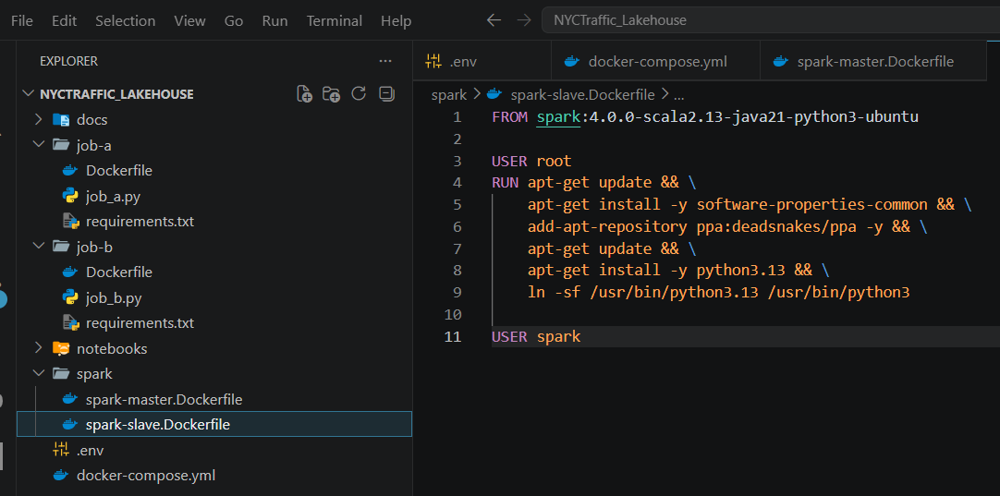 File Edit Selection View Go Run Terminal Help ← → NYCTraffic_Lakehouse
EXPLORER ...
NYCTRAFFIC_LAKEHOUSE
docs
job-a
Dockerfile
job_a.py
requirements.txt
job-b
Dockerfile
job_b.py
requirements.txt
notebooks
spark
spark-master.Dockerfile
spark-slave.Dockerfile
.env
docker-compose.yml
.env docker-compose.yml spark-master.Dockerfile
spark > spark-slave.Dockerfile > ...
1 FROM spark:4.0.0-scala2.13-java21-python3-ubuntu
2
3 USER root
4 RUN apt-get update && \
5 apt-get install -y software-properties-common && \
6 add-apt-repository ppa:deadsnakes/ppa -y && \
7 apt-get update && \
8 apt-get install -y python3.13 && \
9 ln -sf /usr/bin/python3.13 /usr/bin/python3
10
11 USER spark